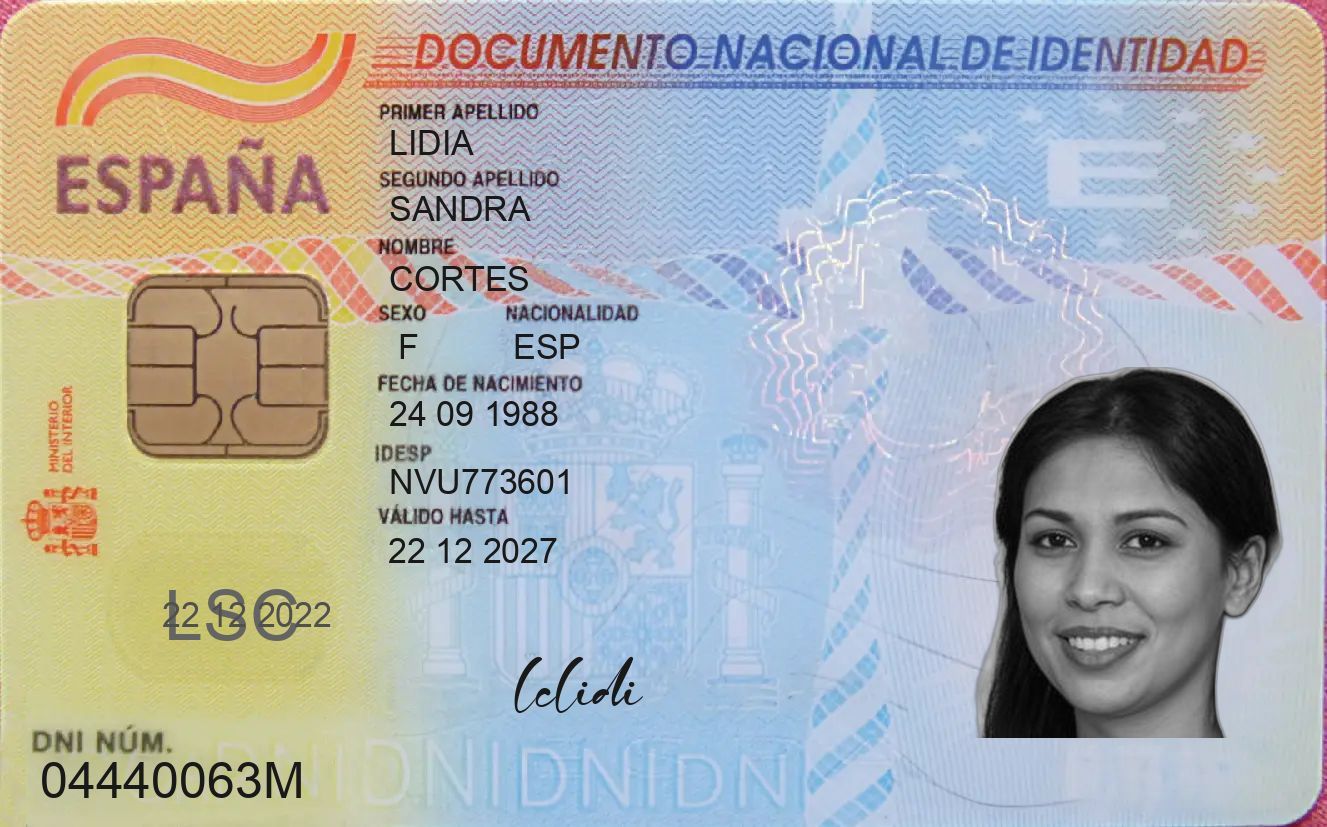 DOCUMENTO NACIONAL DE IDENTIDAD
ESPAÑA
PRIMER APELLIDO
LIDIA
SEGUNDO APELLIDO
SANDRA
NOMBRE
CORTES
SEXO NACIONALIDAD
F ESP
FECHA DE NACIMIENTO
24 09 1988
IDESP
NVU773601
VÁLIDO HASTA
22 12 2027
MINISTERIO
DEL INTERIOR
E
LSC
22 12 2022
DNI NÚM.
04440063M
DNIDNIDNIDNI